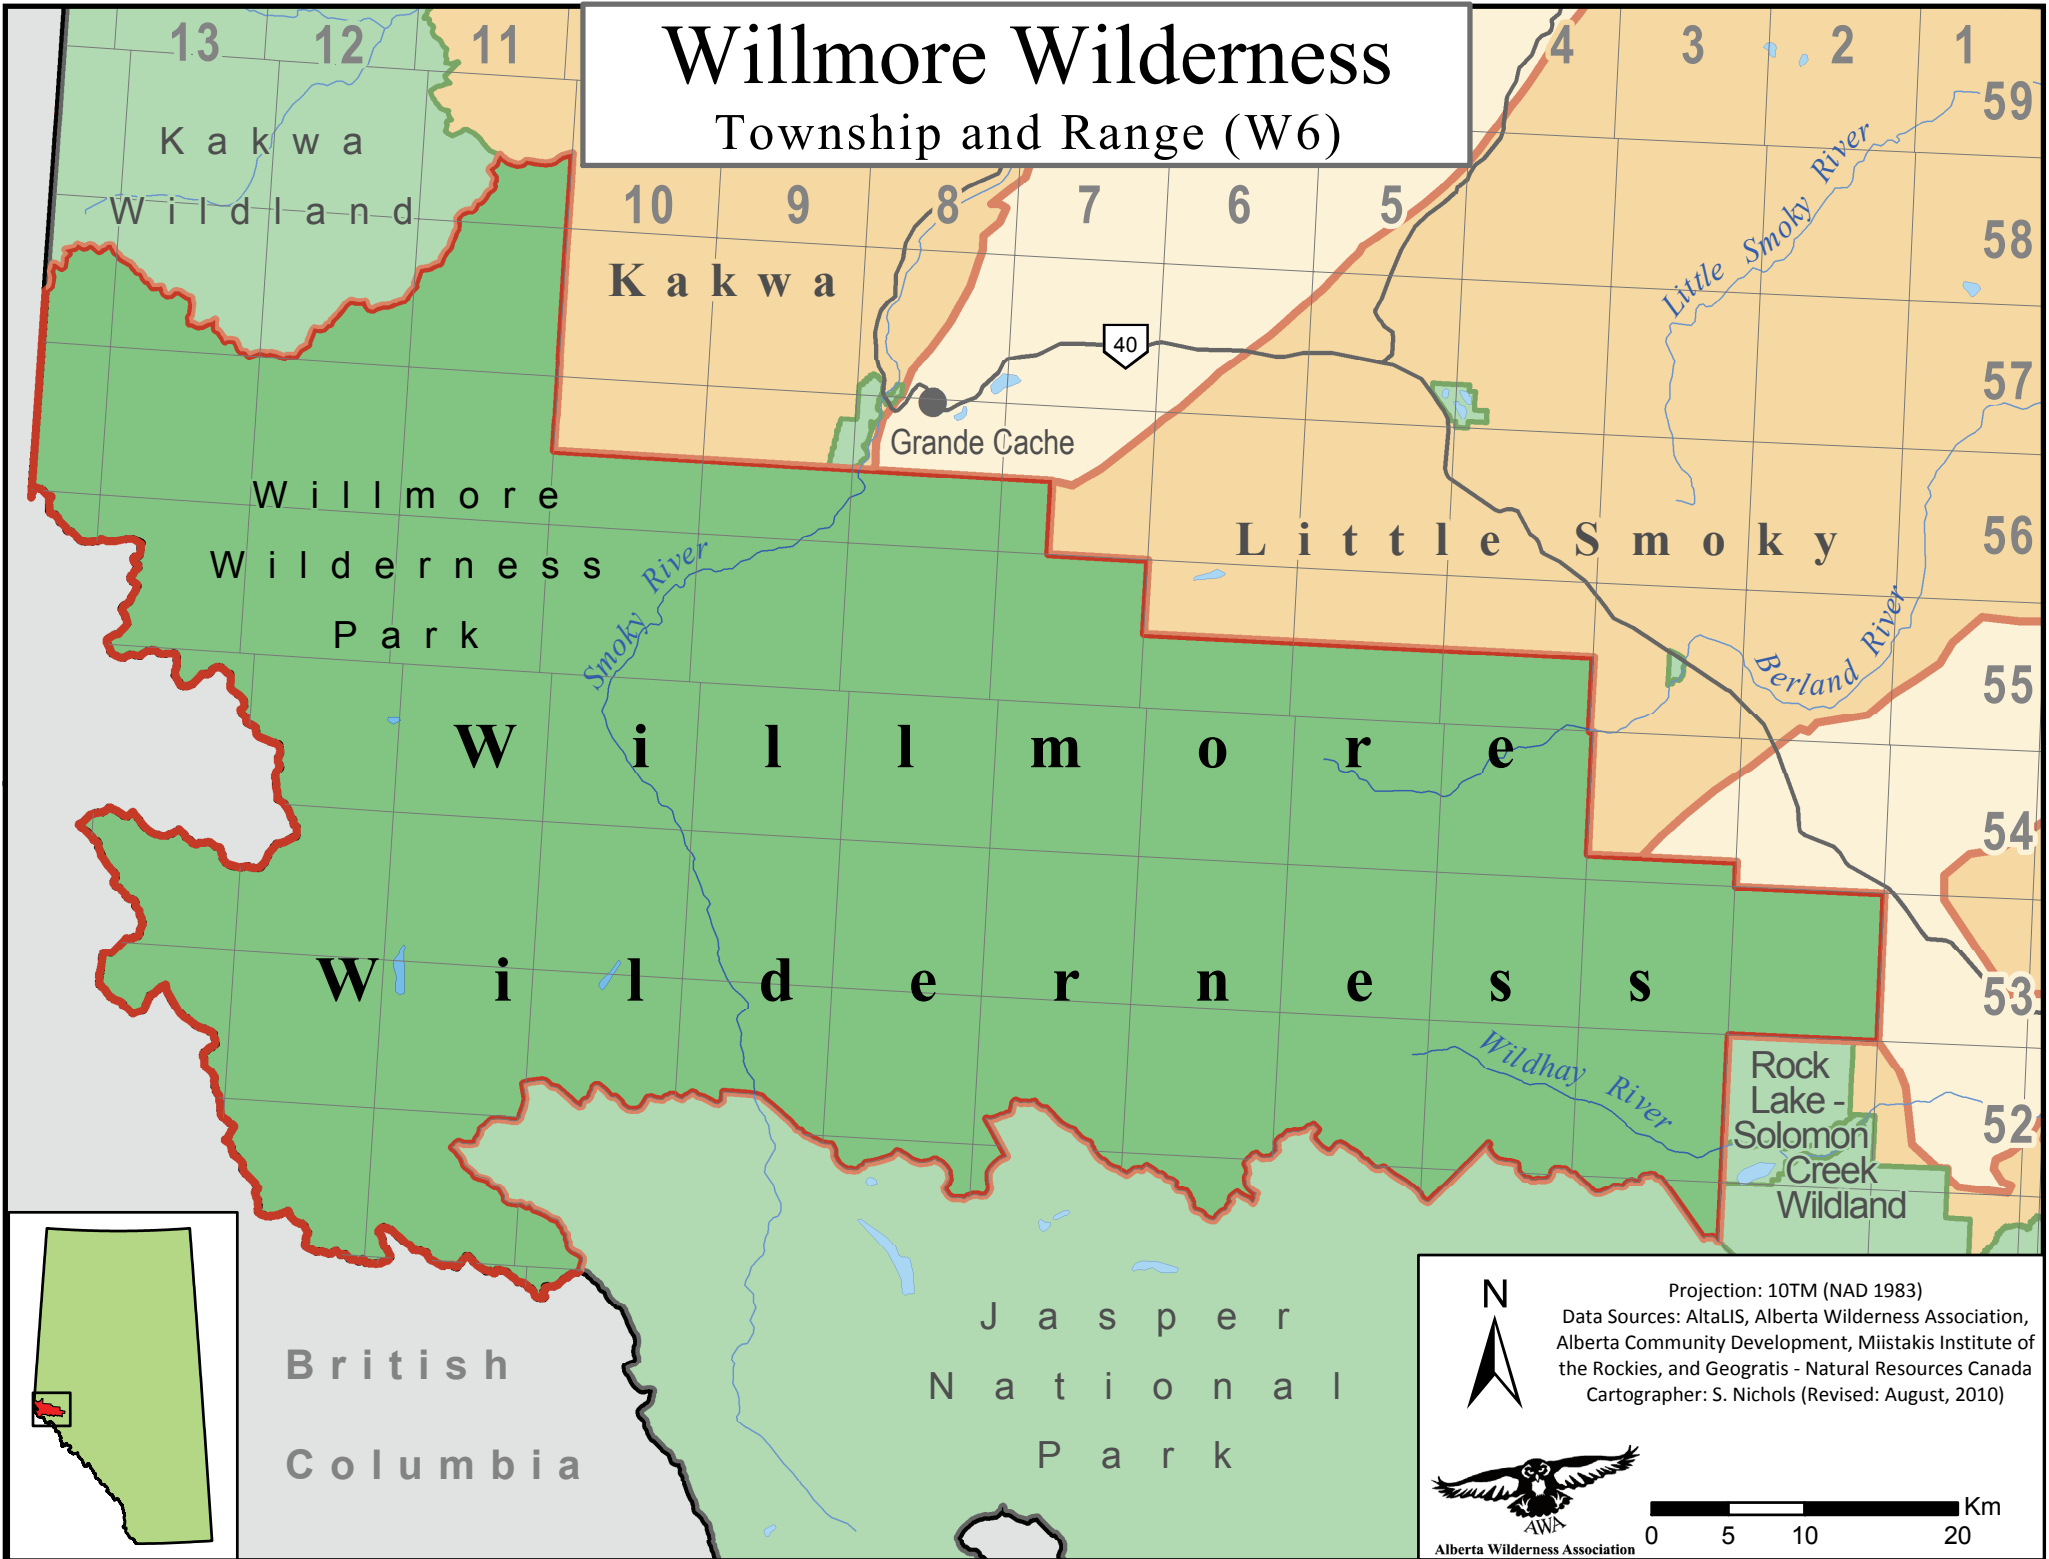 Willmore Wilderness
Township and Range (W6)
13 12 11 4 3 2 1
59
Kakwa
Wildland
10 9 8 7 6 5
58
Kakwa
Little Smoky River
40
57
Grande Cache
Willmore
Wilderness
Park
Little Smoky
56
Smoky River
Berland River
55
Willmore
54
Wilderness
53
Wildhay River
Rock
Lake -
Solomon
Creek
Wildland
52
Jasper
National
Park
British
Columbia
N
Projection: 10TM (NAD 1983)
Data Sources: AltaLIS, Alberta Wilderness Association,
Alberta Community Development, Miistakis Institute of
the Rockies, and Geogratis - Natural Resources Canada
Cartographer: S. Nichols (Revised: August, 2010)
AWA
Alberta Wilderness Association
Km
0 5 10 20